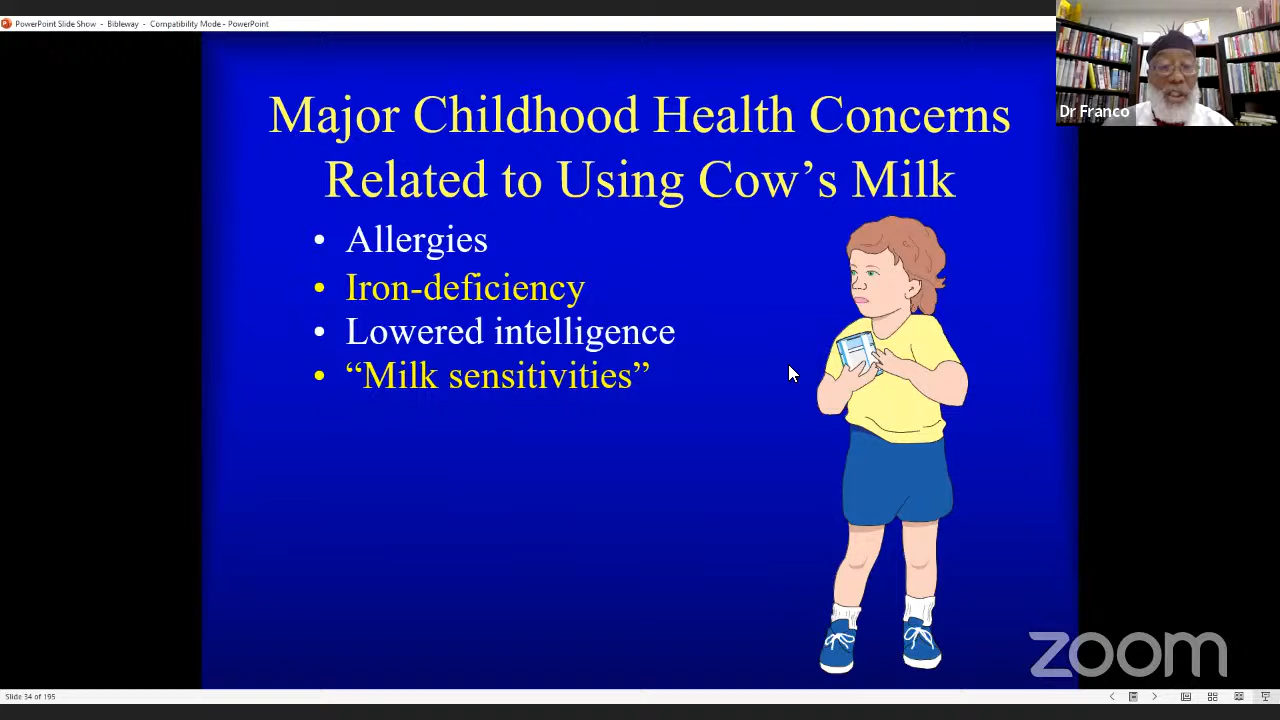 PowerPoint Slide Show - Bibleway - Compatibility Mode - PowerPoint
Dr Franco
Major Childhood Health Concerns
Related to Using Cow’s Milk
• Allergies
• Iron-deficiency
• Lowered intelligence
• “Milk sensitivities”
zoom
Slide 34 of 195